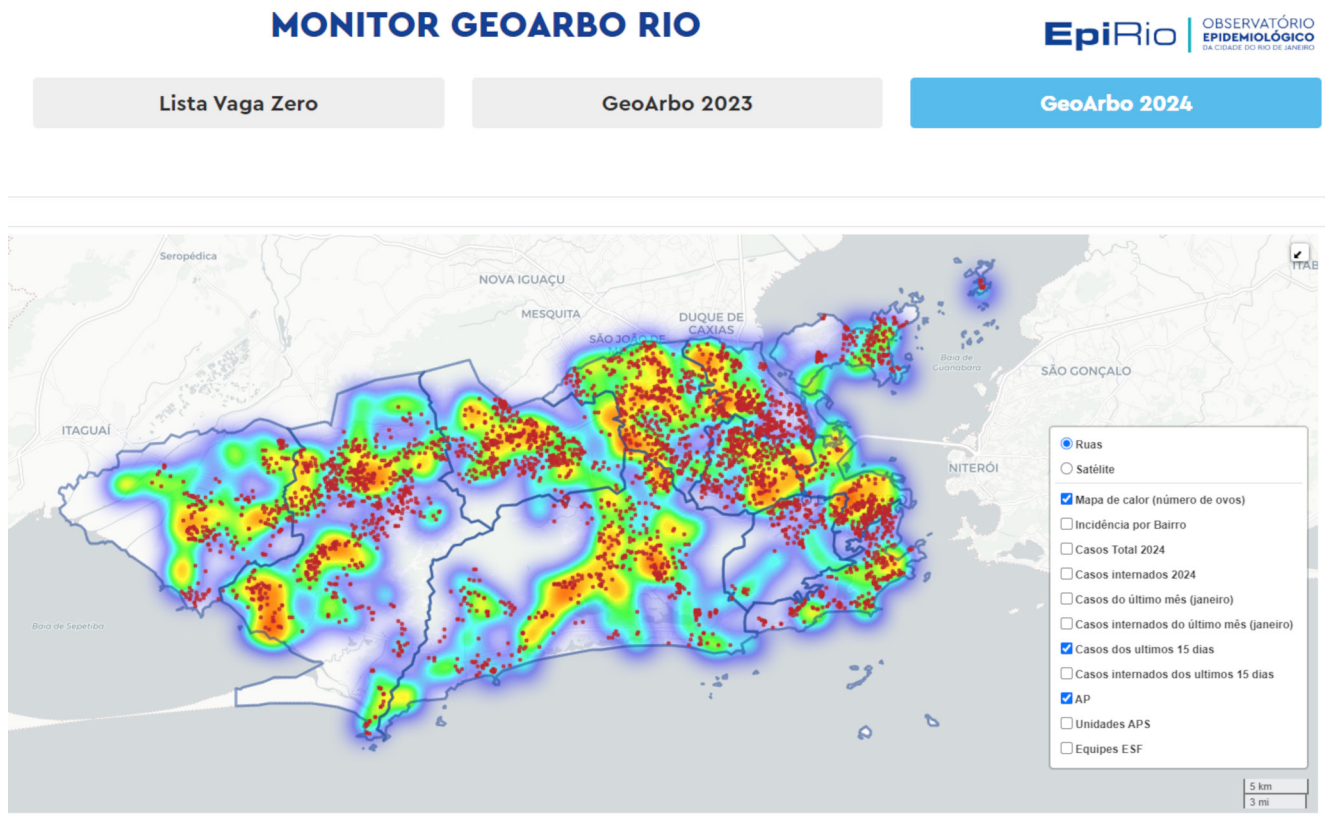 MONITOR GEOARBO RIO
EpiRio
OBSERVATÓRIO
EPIDEMIOLÓGICO
DA CIDADE DO RIO DE JANEIRO
Lista Vaga Zero
GeoArbo 2023
GeoArbo 2024
Seropédica
NOVA IGUAÇU
MESQUITA
DUQUE DE
CAXIAS
SÃO JOÃO DE
ITAB
Baía de
Guanabara
SÃO GONÇALO
ITAGUAÍ
NITERÓI
Baía de Sepetiba
Ruas
Satélite
Mapa de calor (número de ovos)
Incidência por Bairro
Casos Total 2024
Casos internados 2024
Casos do último mês (janeiro)
Casos internados do último mês (janeiro)
Casos dos ultimos 15 dias
Casos internados dos ultimos 15 dias
AP
Unidades APS
Equipes ESF
5 km
3 mi